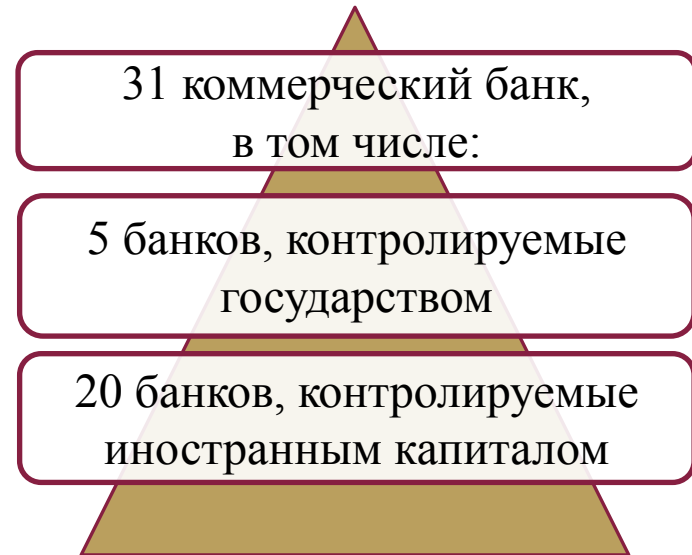 31 коммерческий банк,
в том числе:
5 банков, контролируемые
государством
20 банков, контролируемые
иностранным капиталом